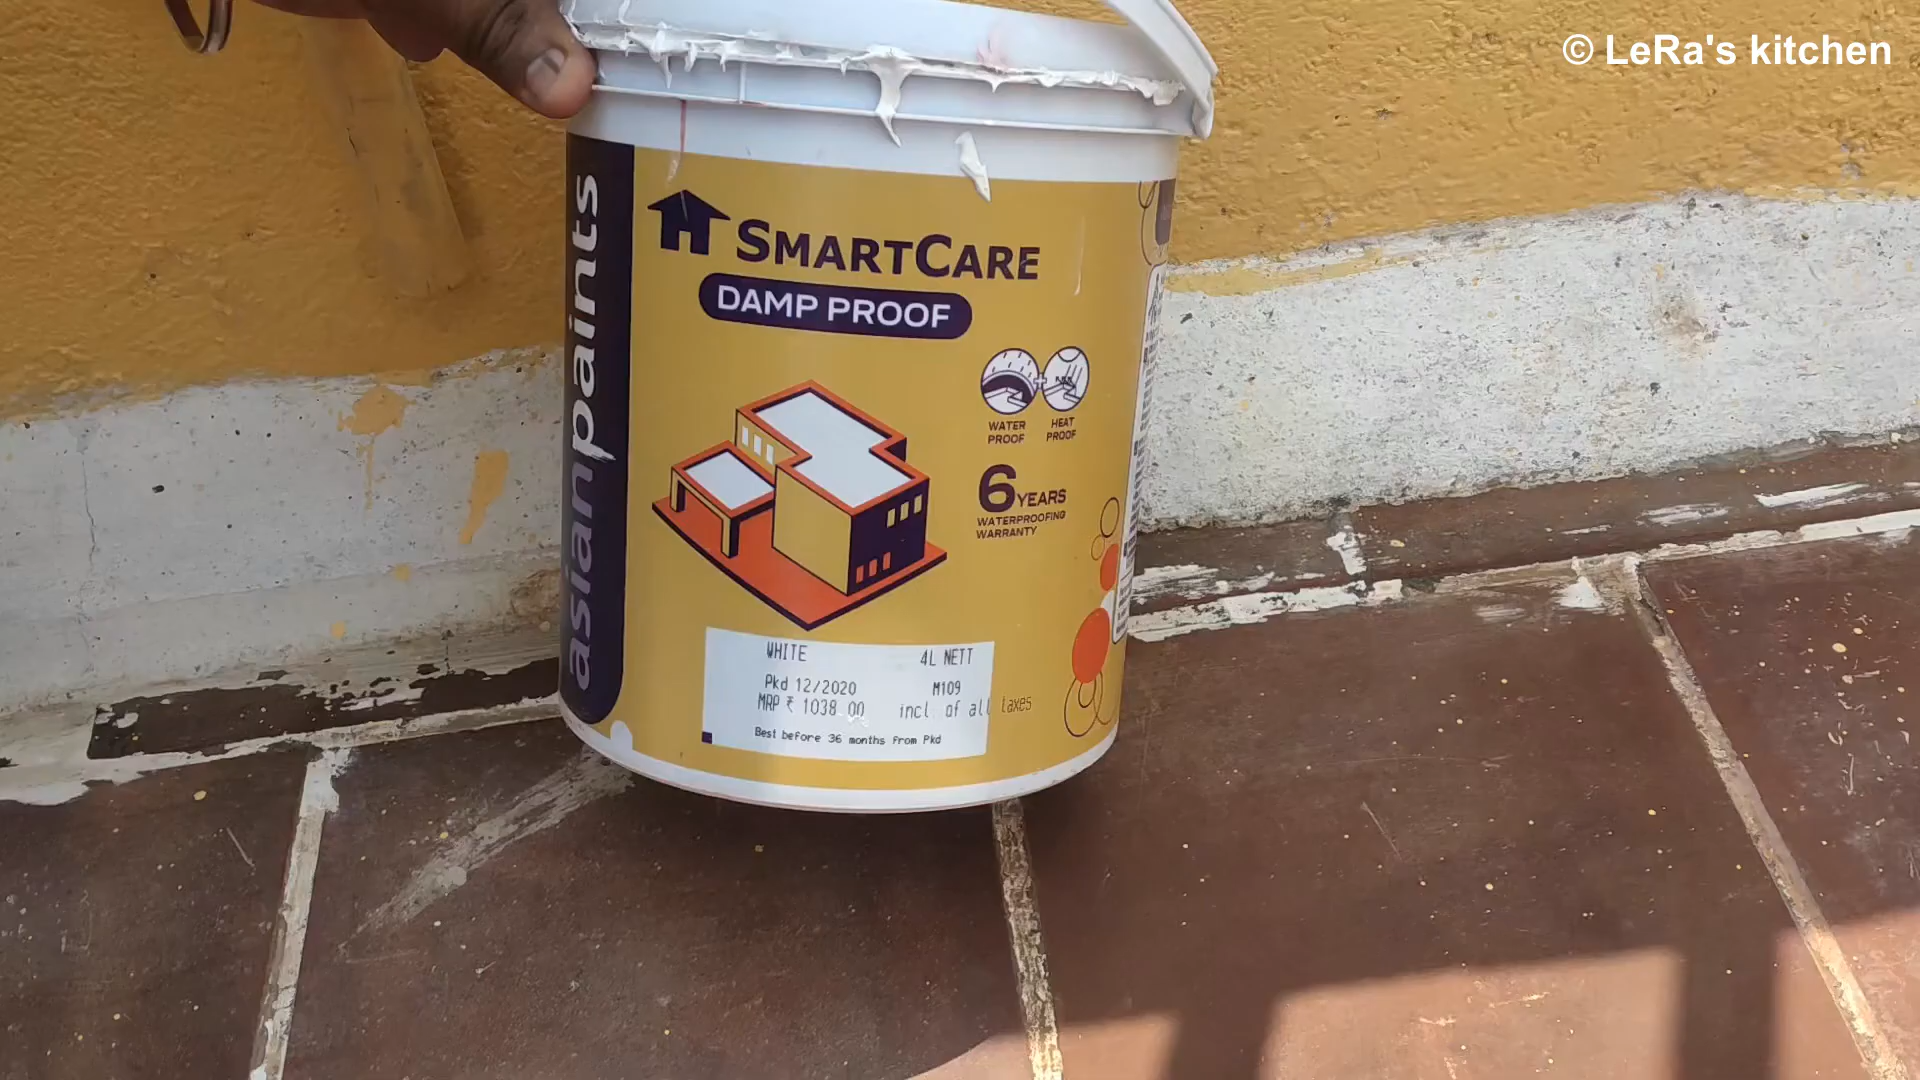 © LeRa's kitchen
asianpaints
SMARTCARE
DAMP PROOF
WATER PROOF
HEAT PROOF
6 YEARS
WATERPROOFING
WARRANTY
WHITE 4L NETT
Pkd 12/2020 M109
MRP ₹ 1038.00 incl. of all taxes
Best before 36 months from Pkd